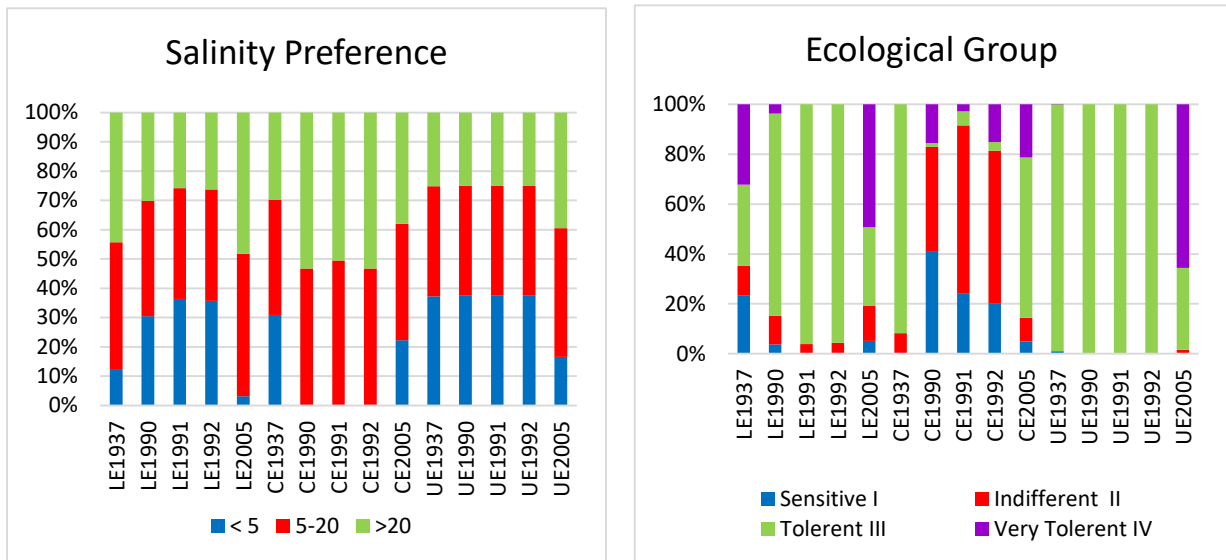 Salinity Preference
100%
90%
80%
70%
60%
50%
40%
30%
20%
10%
0%
LE1937
LE1990
LE1991
LE1992
LE2005
CE1937
CE1990
CE1991
CE1992
CE2005
UE1937
UE1990
UE1991
UE1992
UE2005
< 5 5-20 >20
Ecological Group
100%
80%
60%
40%
20%
0%
LE1937
LE1990
LE1991
LE1992
LE2005
CE1937
CE1990
CE1991
CE1992
CE2005
UE1937
UE1990
UE1991
UE1992
UE2005
Sensitive I Indifferent II
Tolerent III Very Tolerent IV